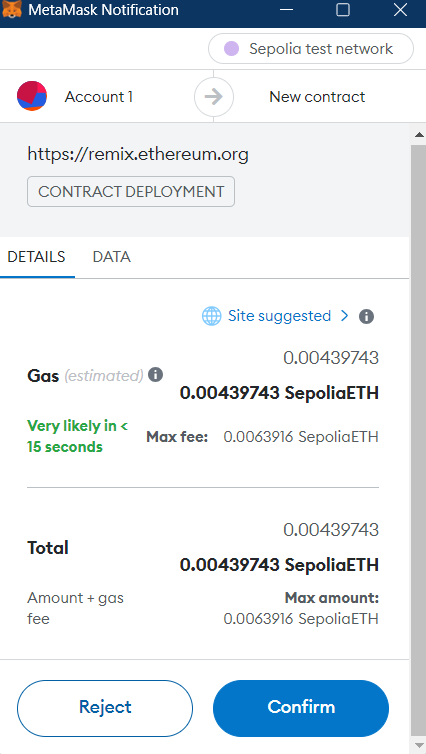 MetaMask Notification
Sepolia test network
Account 1
New contract
https://remix.ethereum.org
CONTRACT DEPLOYMENT
DETAILS DATA
Site suggested >
0.00439743
Gas (estimated)
0.00439743 SepoliaETH
Very likely in < 15 seconds
Max fee: 0.0063916 SepoliaETH
0.00439743
Total
0.00439743 SepoliaETH
Amount + gas fee
Max amount:
0.0063916 SepoliaETH
Reject
Confirm